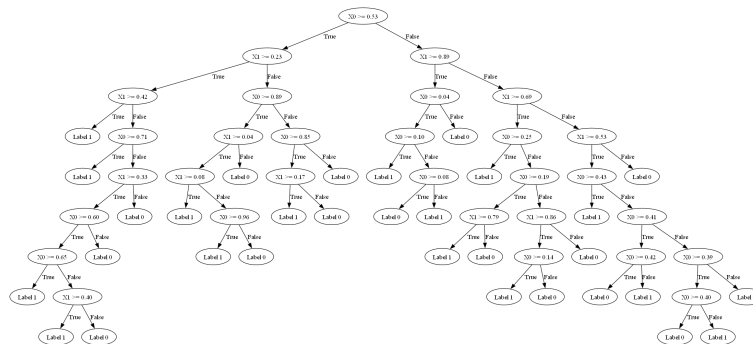 X0 >= 0.53
True False
X1 >= 0.23 X1 >= 0.89
True False True False
X1 >= 0.42 X0 >= 0.89 X0 >= 0.04 X1 >= 0.69
True False True False True False True False
Label 1 X0 >= 0.71 X1 >= 0.04 X0 >= 0.85 X0 >= 0.10 Label 0 X0 >= 0.25 X1 >= 0.53
True False True False True False True False True False True False
Label 1 X1 >= 0.33 X1 >= 0.08 Label 0 X1 >= 0.17 Label 0 Label 1 X0 >= 0.08 Label 1 X0 >= 0.19 X0 >= 0.43 Label 0
True False True False True False True False True False True False
X0 >= 0.60 Label 0 Label 1 X0 >= 0.96 Label 1 Label 0 Label 0 Label 1 X1 >= 0.79 X1 >= 0.86 Label 1 X0 >= 0.41
True False True False True False True False True False
X0 >= 0.65 Label 0 Label 1 Label 0 Label 1 Label 0 X0 >= 0.14 Label 0 X0 >= 0.42 X0 >= 0.39
True False True False True False True False
Label 1 X1 >= 0.40 Label 1 Label 0 Label 0 Label 1 X0 >= 0.40 Label
True False True False
Label 1 Label 0 Label 0 Label 1